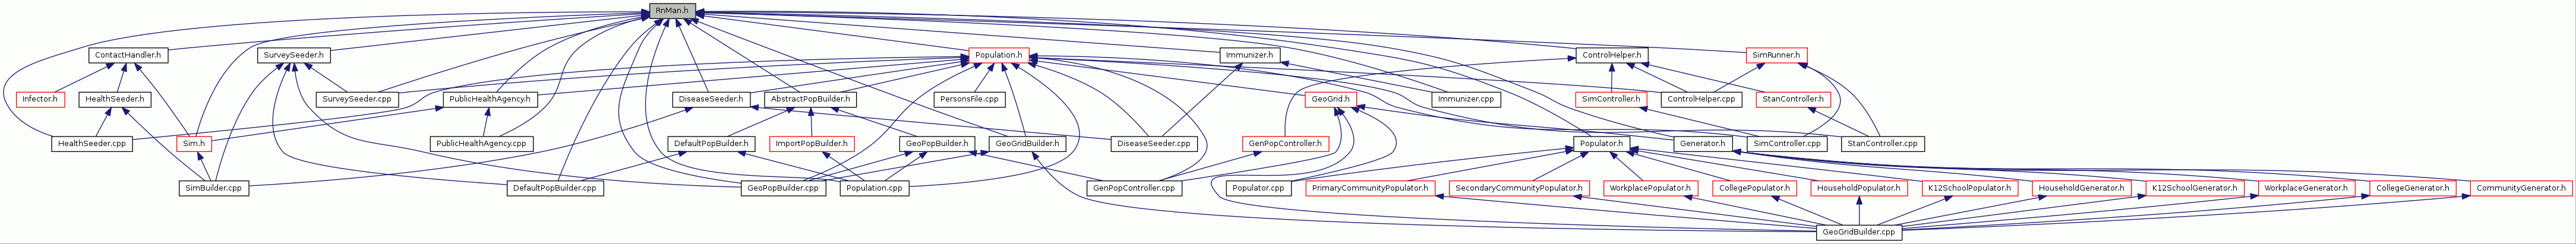 RnMan.h
ContactHandler.h
SurveySeeder.h
Population.h
Immunizer.h
ControlHelper.h
SimRunner.h
Infector.h
HealthSeeder.h
SurveySeeder.cpp
PublicHealthAgency.h
DiseaseSeeder.h
AbstractPopBuilder.h
PersonsFile.cpp
GeoGrid.h
Immunizer.cpp
SimController.h
ControlHelper.cpp
StanController.h
HealthSeeder.cpp
Sim.h
PublicHealthAgency.cpp
DefaultPopBuilder.h
ImportPopBuilder.h
GeoPopBuilder.h
GeoGridBuilder.h
DiseaseSeeder.cpp
GenPopController.h
Populator.h
Generator.h
SimController.cpp
StanController.cpp
SimBuilder.cpp
DefaultPopBuilder.cpp
GeoPopBuilder.cpp
Population.cpp
GenPopController.cpp
Populator.cpp
PrimaryCommunityPopulator.h
SecondaryCommunityPopulator.h
WorkplacePopulator.h
CollegePopulator.h
HouseholdPopulator.h
K12SchoolPopulator.h
HouseholdGenerator.h
K12SchoolGenerator.h
WorkplaceGenerator.h
CollegeGenerator.h
CommunityGenerator.h
GeoGridBuilder.cpp